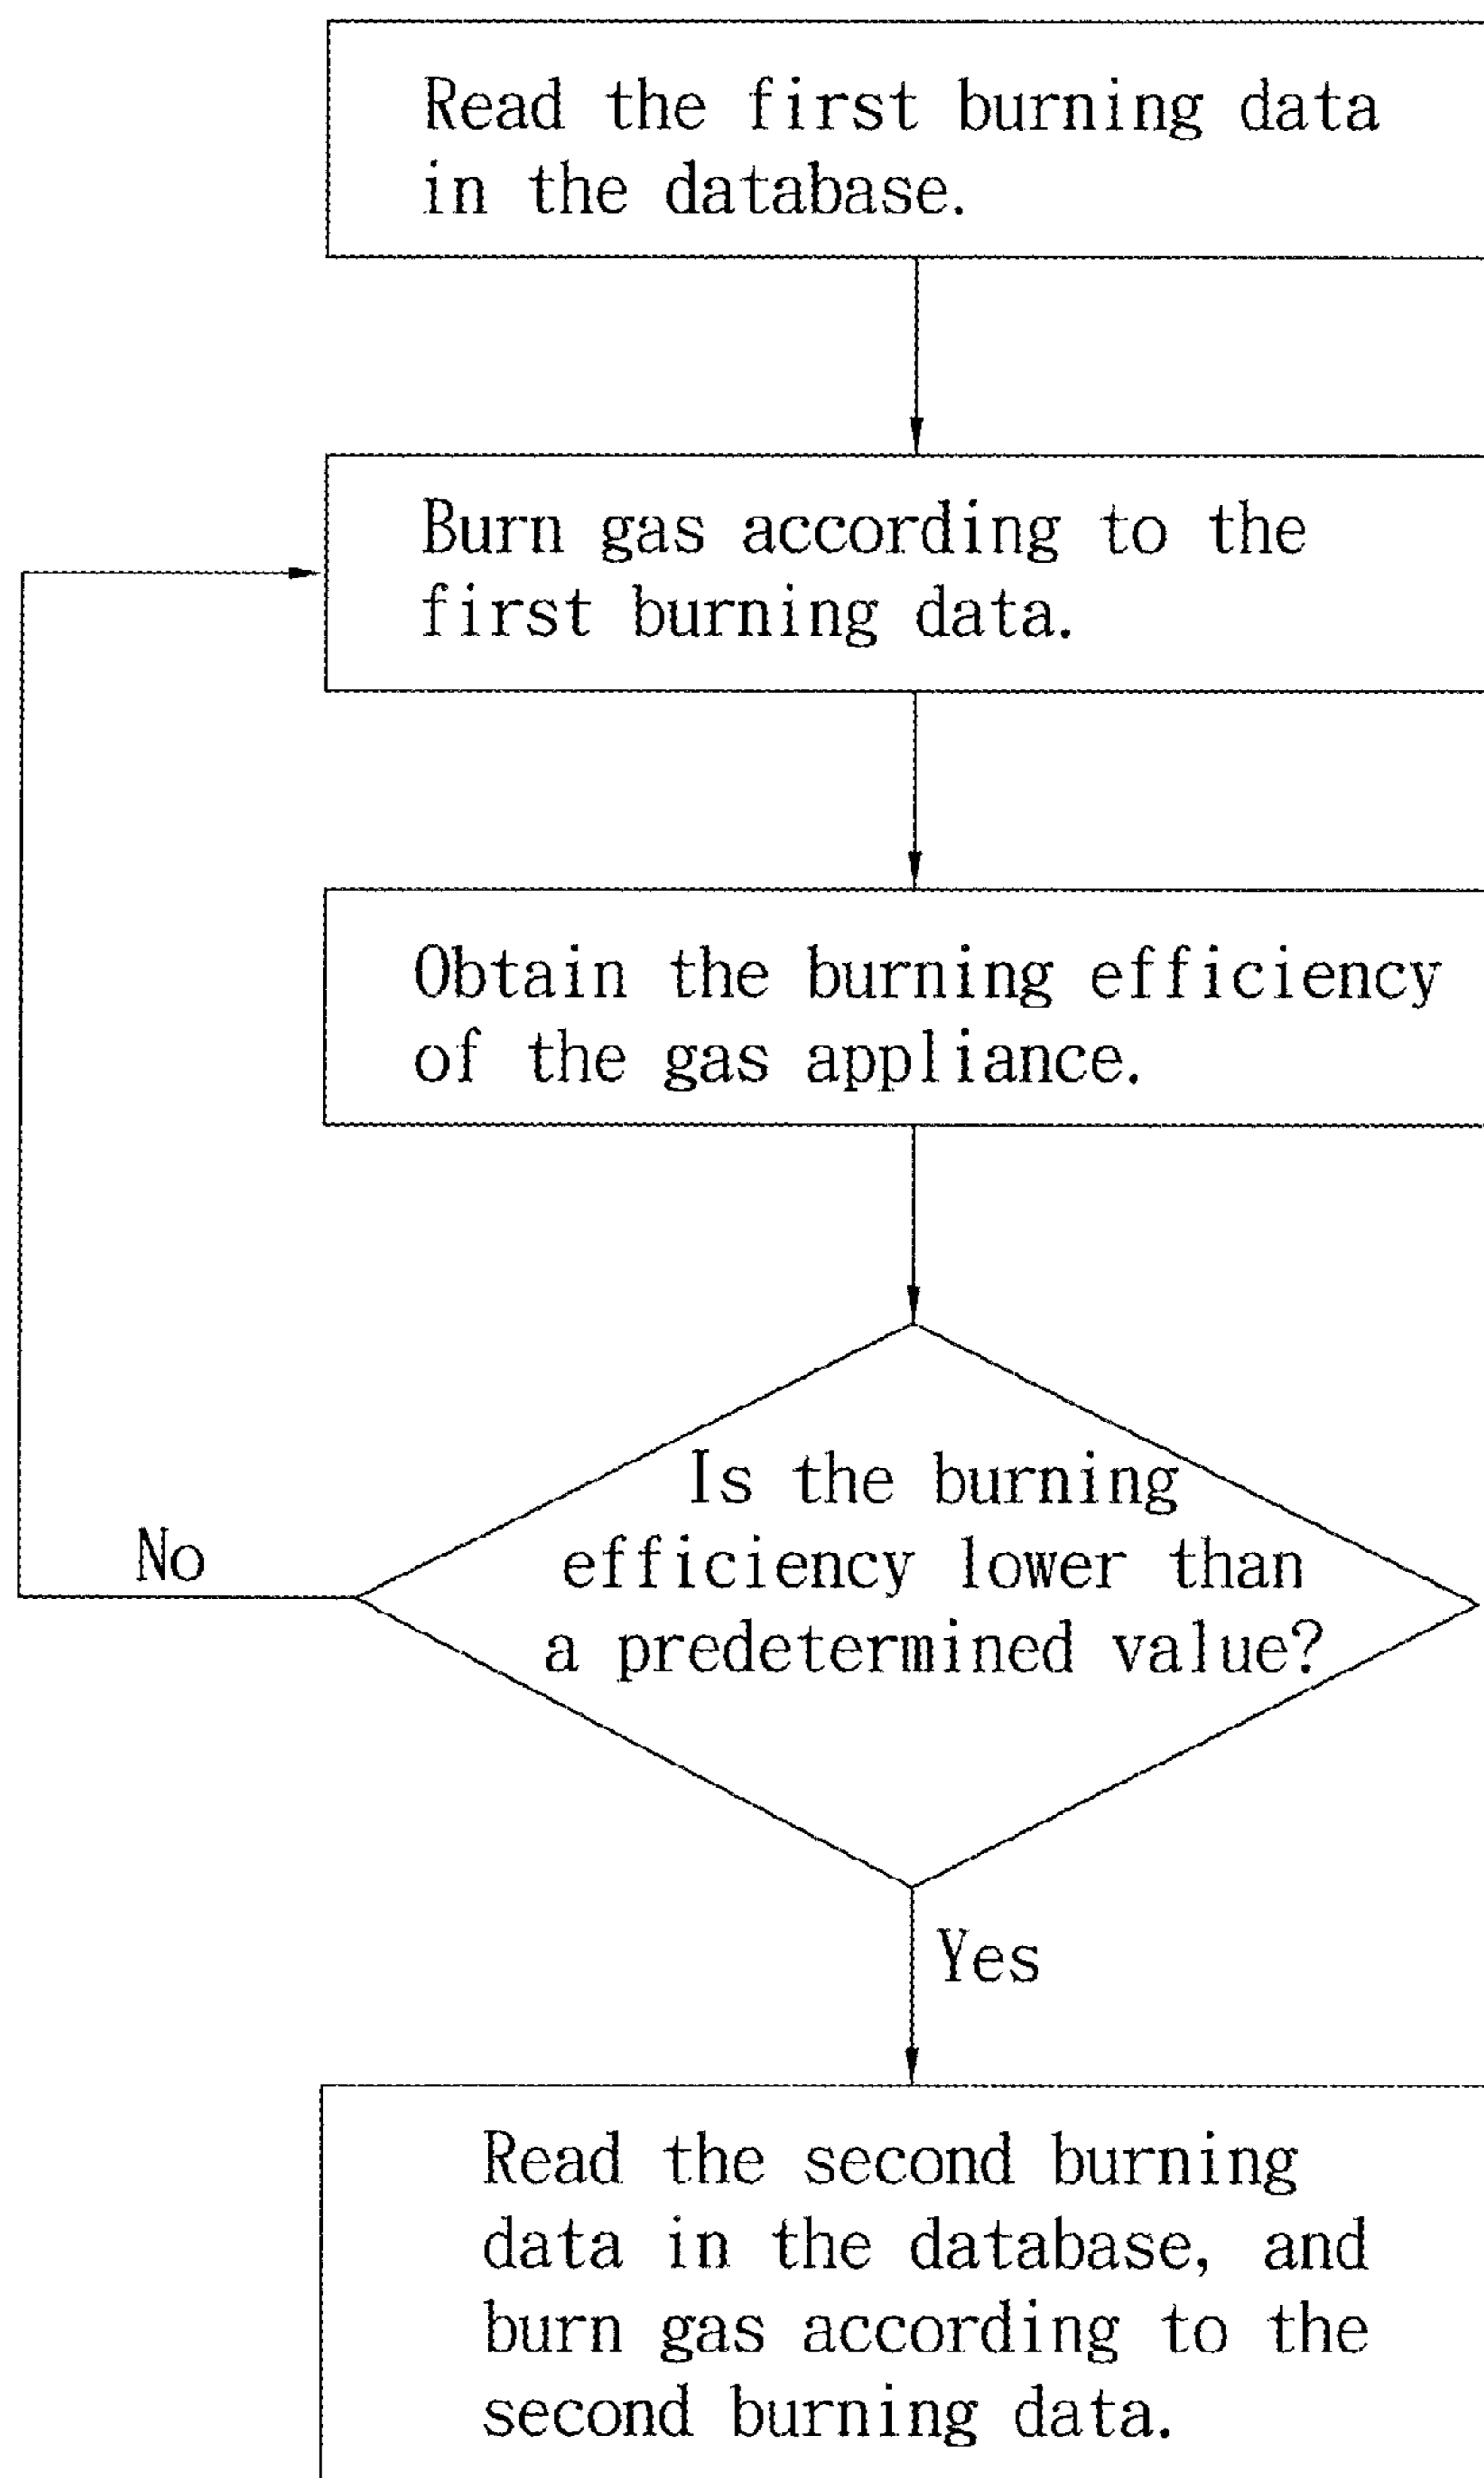 Read the first burning data
in the database.
Burn gas according to the
first burning data.
Obtain the burning efficiency
of the gas appliance.
Is the burning
efficiency lower than
a predetermined value?
No
Yes
Read the second burning
data in the database, and
burn gas according to the
second burning data.